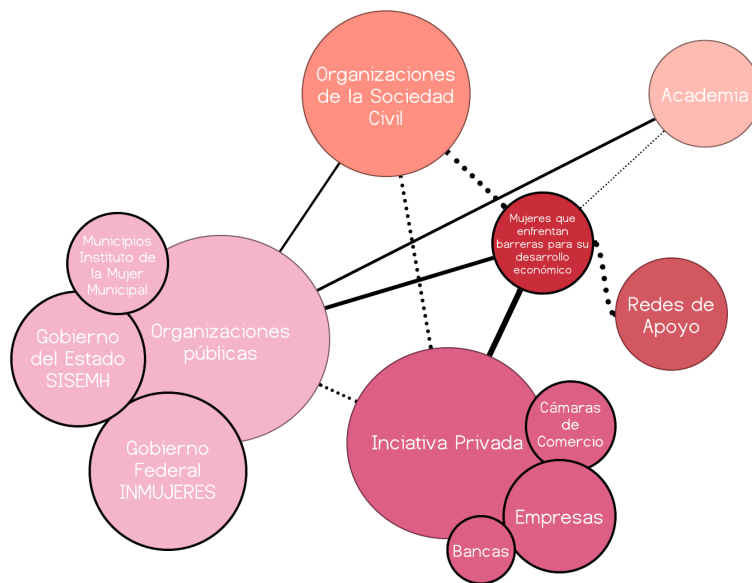 Organizaciones
de la Sociedad
Civil
Academia
Mujeres que
enfrentan
barreras para su
desarrollo
económico
Municipios
Instituto de
la Mujer
Municipal
Redes de
Apoyo
Organizaciones
públicas
Gobierno
del Estado
SISEMH
Inciativa Privada
Cámaras
de
Comercio
Gobierno
Federal
INMUJERES
Empresas
Bancas